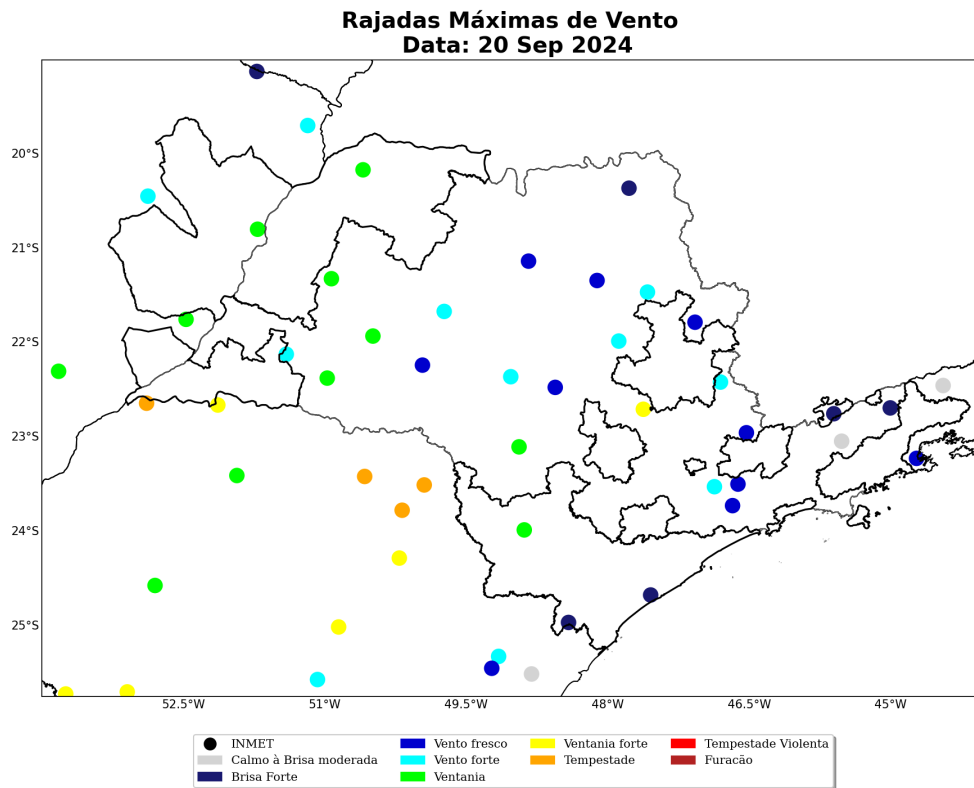 Rajadas Máximas de Vento
Data: 20 Sep 2024
20°S
21°S
22°S
23°S
24°S
25°S
52.5°W 51°W 49.5°W 48°W 46.5°W 45°W
INMET Vento fresco Ventania forte Tempestade Violenta
Calmo à Brisa moderada Vento forte Tempestade Furacão
Brisa Forte Ventania